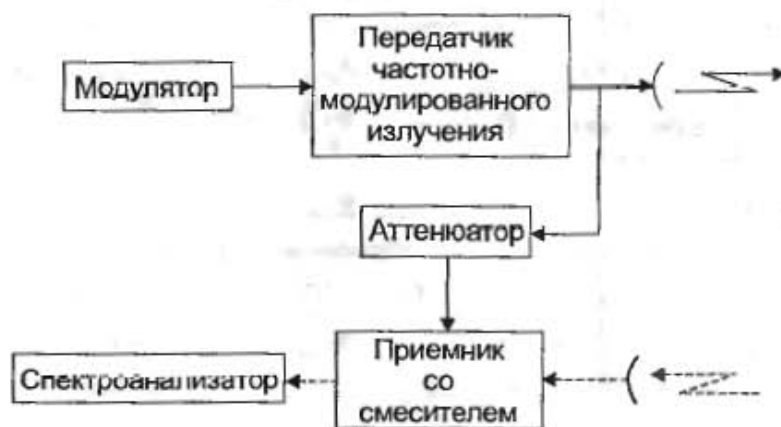 Передатчик
частотно-
Модулятор
модулированного
излучения
Аттенюатор
Приемник
Спектроанализатор
со
смесителем